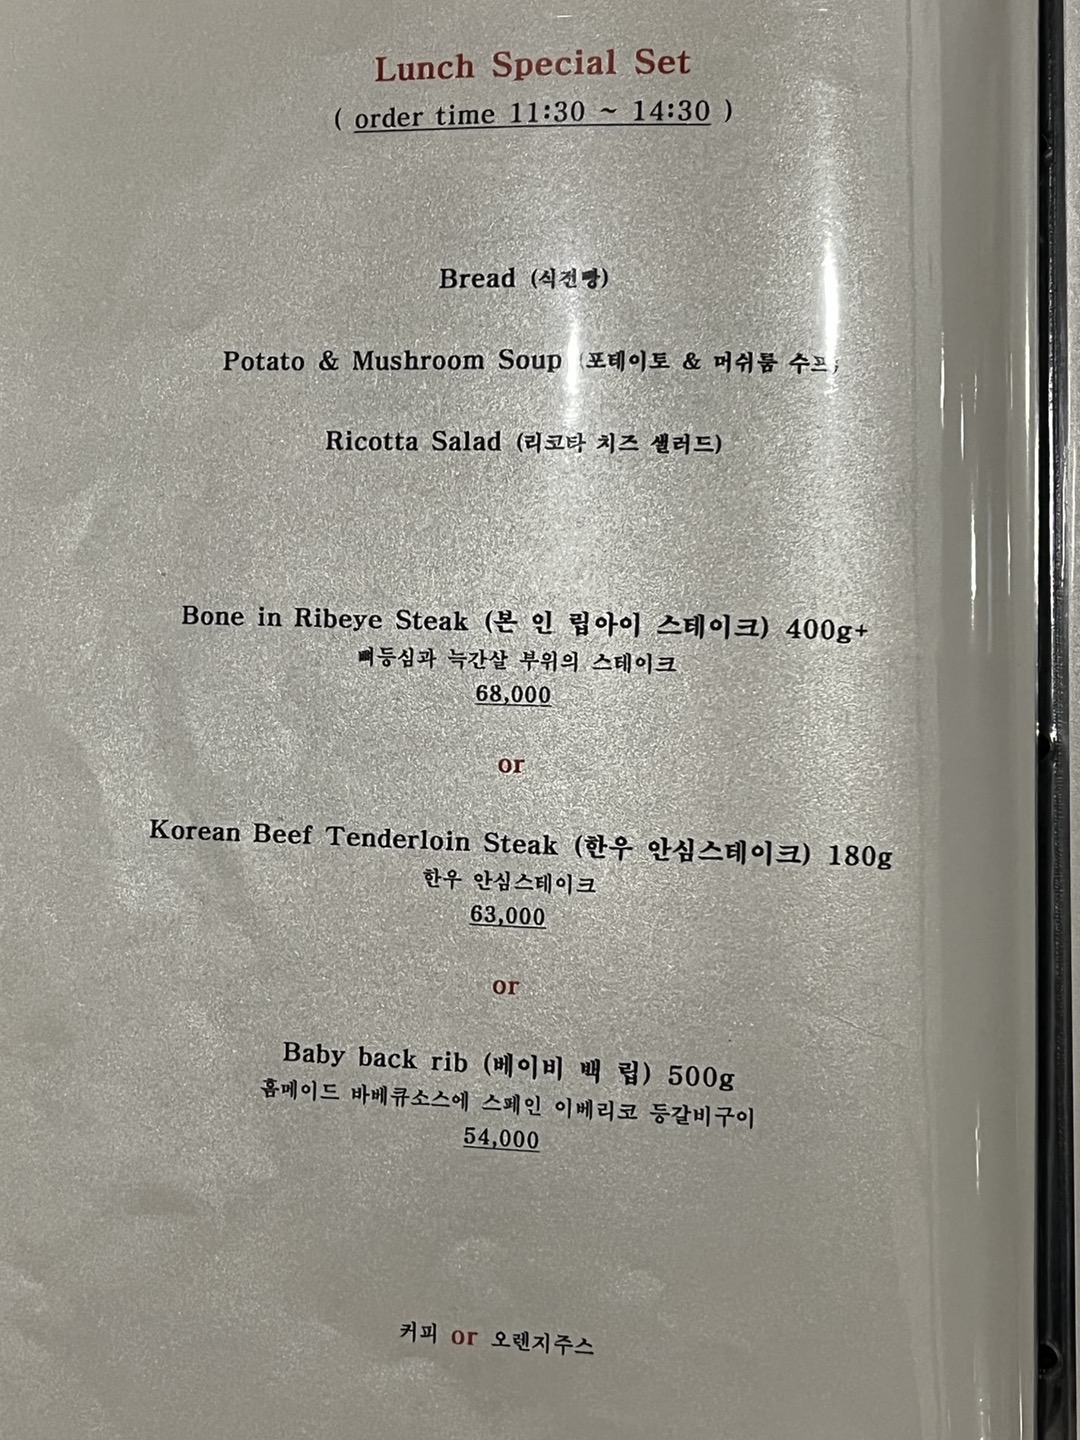 Lunch Special Set
( order time 11:30 ~ 14:30 )
Bread (식전빵)
Potato & Mushroom Soup (포테이토 & 머쉬룸 수프)
Ricotta Salad (리코타 치즈 샐러드)
Bone in Ribeye Steak (본 인 립아이 스테이크) 400g+
뼈등심과 늑간살 부위의 스테이크
68,000
or
Korean Beef Tenderloin Steak (한우 안심스테이크) 180g
한우 안심스테이크
63,000
or
Baby back rib (베이비 백 립) 500g
홈메이드 바베큐소스에 스페인 이베리코 등갈비구이
54,000
커피 or 오렌지주스